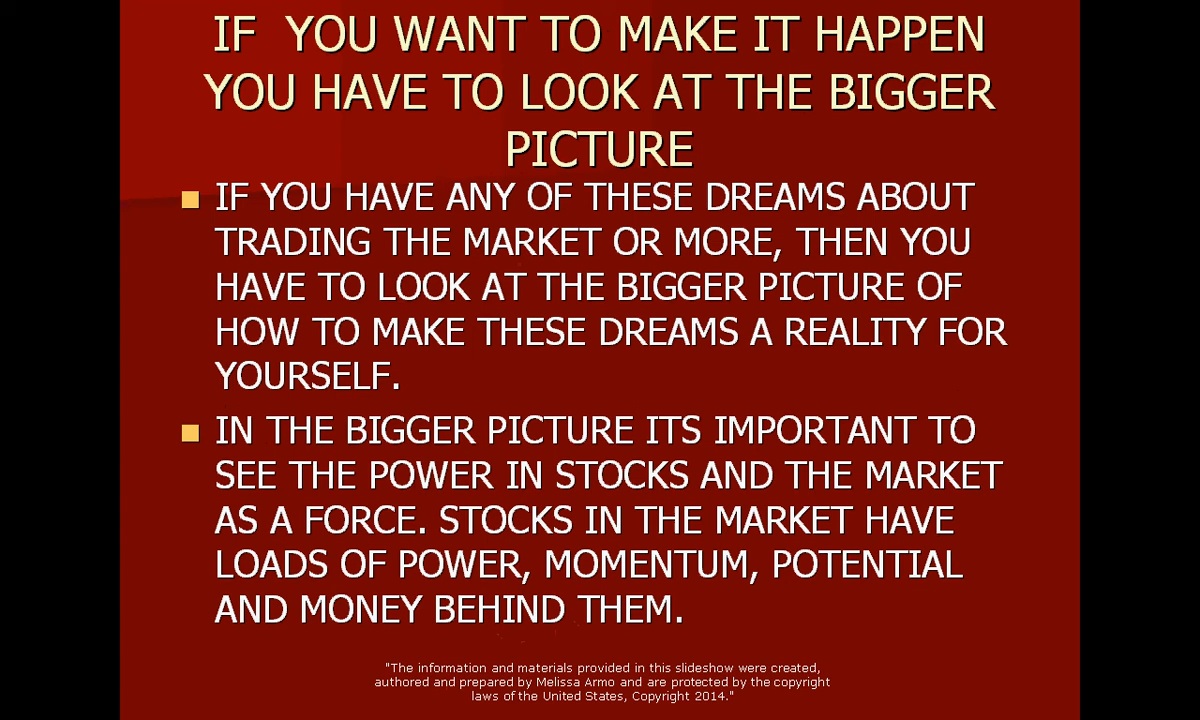 IF YOU WANT TO MAKE IT HAPPEN
YOU HAVE TO LOOK AT THE BIGGER
PICTURE
IF YOU HAVE ANY OF THESE DREAMS ABOUT
TRADING THE MARKET OR MORE, THEN YOU
HAVE TO LOOK AT THE BIGGER PICTURE OF
HOW TO MAKE THESE DREAMS A REALITY FOR
YOURSELF.
IN THE BIGGER PICTURE ITS IMPORTANT TO
SEE THE POWER IN STOCKS AND THE MARKET
AS A FORCE. STOCKS IN THE MARKET HAVE
LOADS OF POWER, MOMENTUM, POTENTIAL
AND MONEY BEHIND THEM.
"The information and materials provided in this slideshow were created,
authored and prepared by Melissa Armo and are protected by the copyright
laws of the United States, Copyright 2014."